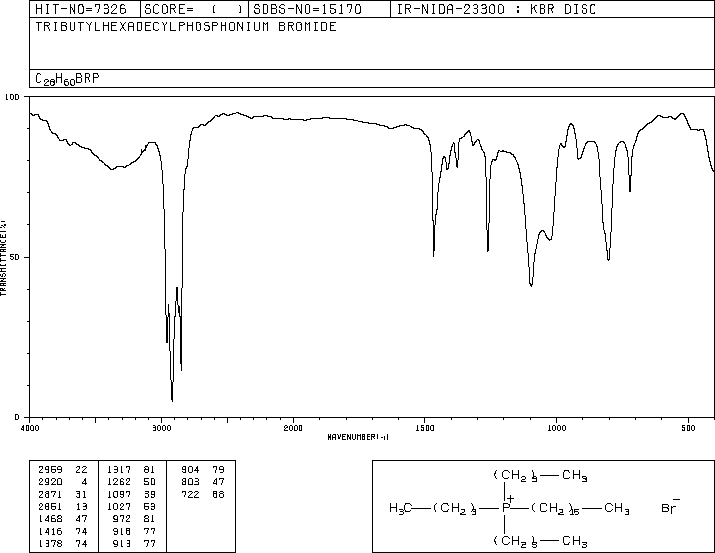 HIT-NO=7326 SCORE= ( ) SDBS-NO=15170 IR-NIDA-23300 : KBR DISC
TRIBUTYLHEXADECYLPHOSPHONIUM BROMIDE
C28H60BRP
100
50
0
TRANSMITTANCE(%)
4000 3000 2000 1500 1000 500
WAVENUMBER(-1)
2959 22 1317 81 904 79
2920 4 1262 50 803 47
2871 31 1097 39 722 68
2851 13 1027 53
1468 47 972 81
1416 74 918 77
1378 74 913 77
(CH2)3—CH3
H3C—(CH2)3—P+—(CH2)15—CH3 Br−
(CH2)3—CH3